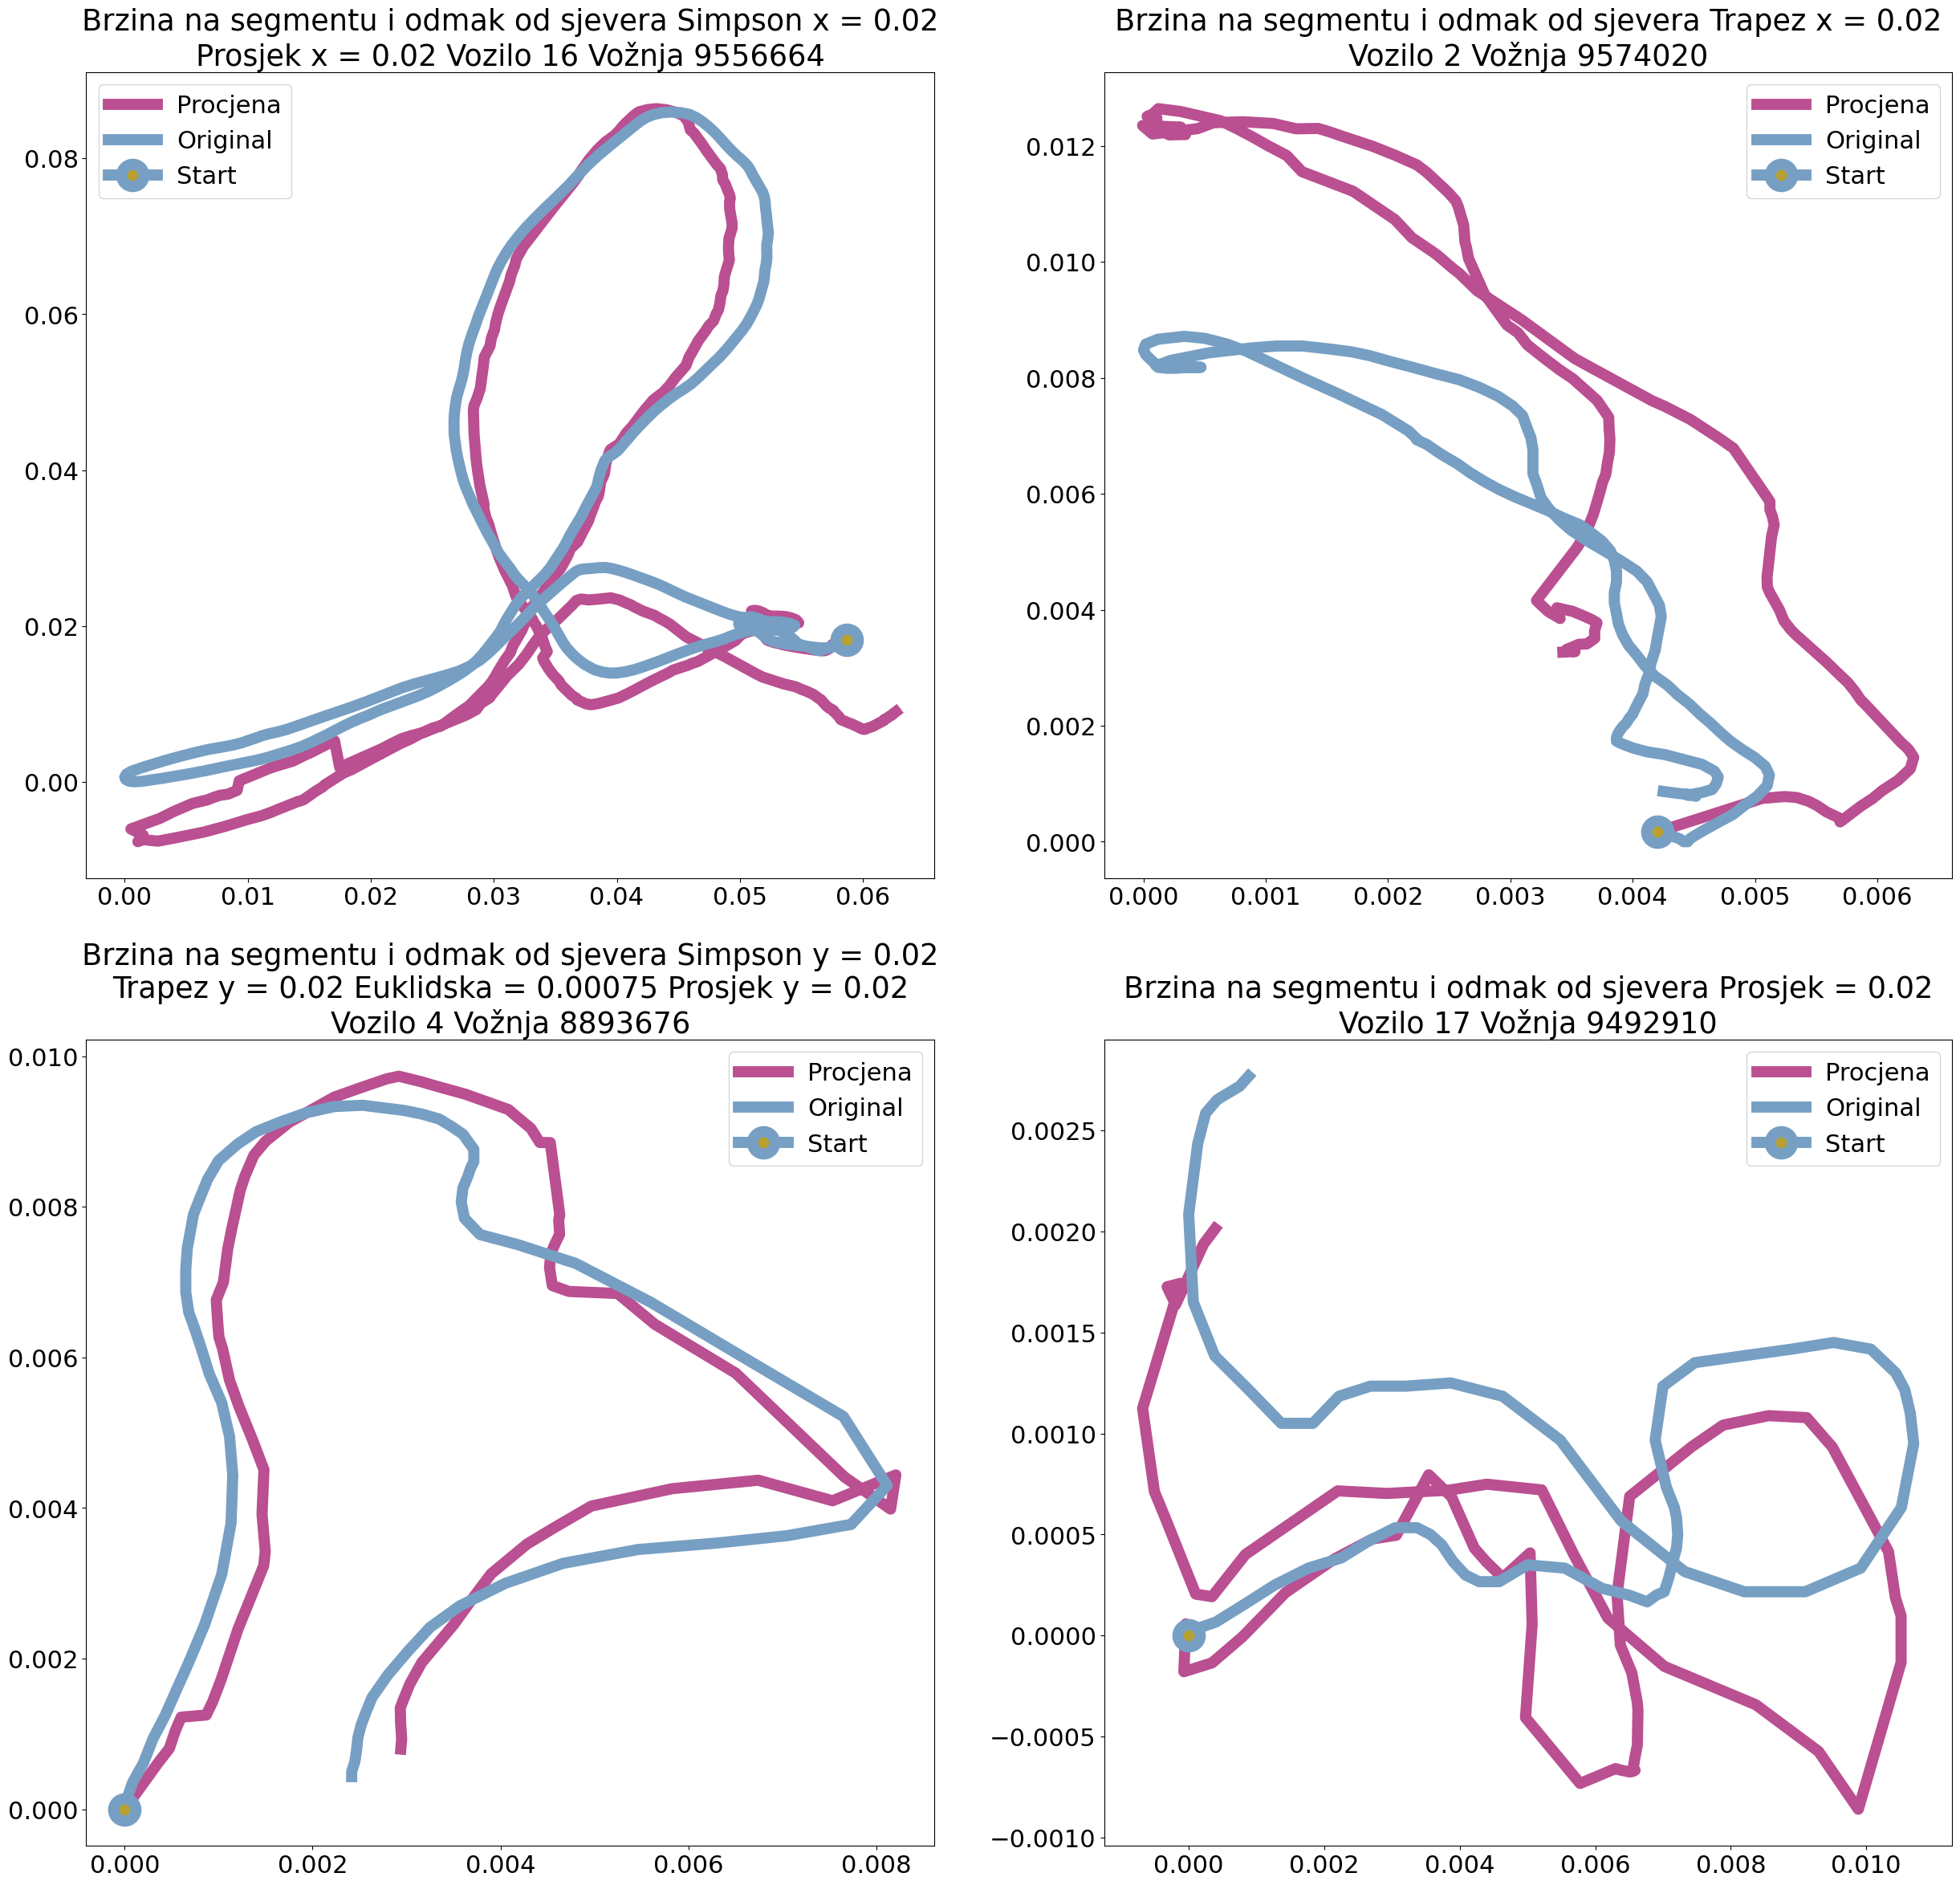 Brzina na segmentu i odmak od sjevera Simpson x = 0.02
Prosjek x = 0.02 Vozilo 16 Vožnja 9556664
Procjena
Original
Start
0.08
0.06
0.04
0.02
0.00
0.00 0.01 0.02 0.03 0.04 0.05 0.06
Brzina na segmentu i odmak od sjevera Trapez x = 0.02
Vozilo 2 Vožnja 9574020
Procjena
Original
Start
0.012
0.010
0.008
0.006
0.004
0.002
0.000
0.000 0.001 0.002 0.003 0.004 0.005 0.006
Brzina na segmentu i odmak od sjevera Simpson y = 0.02
Trapez y = 0.02 Euklidska = 0.00075 Prosjek y = 0.02
Vozilo 4 Vožnja 8893676
Procjena
Original
Start
0.010
0.008
0.006
0.004
0.002
0.000
0.000 0.002 0.004 0.006 0.008
Brzina na segmentu i odmak od sjevera Prosjek = 0.02
Vozilo 17 Vožnja 9492910
Procjena
Original
Start
0.0025
0.0020
0.0015
0.0010
0.0005
0.0000
−0.0005
−0.0010
0.000 0.002 0.004 0.006 0.008 0.010